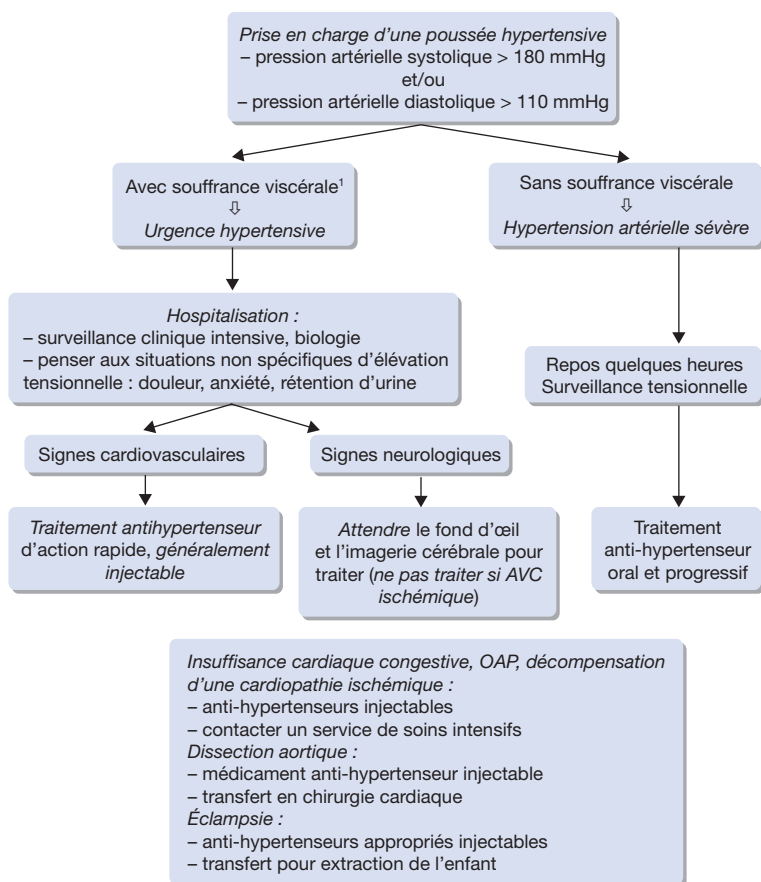 Prise en charge d'une poussée hypertensive
– pression artérielle systolique > 180 mmHg
et/ou
– pression artérielle diastolique > 110 mmHg
Avec souffrance viscérale¹
⇩
Urgence hypertensive
Sans souffrance viscérale
⇩
Hypertension artérielle sévère
Hospitalisation :
– surveillance clinique intensive, biologie
– penser aux situations non spécifiques d'élévation
tensionnelle : douleur, anxiété, rétention d'urine
Repos quelques heures
Surveillance tensionnelle
Signes cardiovasculaires
Signes neurologiques
Traitement antihypertenseur
d'action rapide, généralement
injectable
Attendre le fond d'œil
et l'imagerie cérébrale pour
traiter (ne pas traiter si AVC
ischémique)
Traitement
anti-hypertenseur
oral et progressif
Insuffisance cardiaque congestive, OAP, décompensation
d'une cardiopathie ischémique :
– anti-hypertenseurs injectables
– contacter un service de soins intensifs
Dissection aortique :
– médicament anti-hypertenseur injectable
– transfert en chirurgie cardiaque
Éclampsie :
– anti-hypertenseurs appropriés injectables
– transfert pour extraction de l'enfant